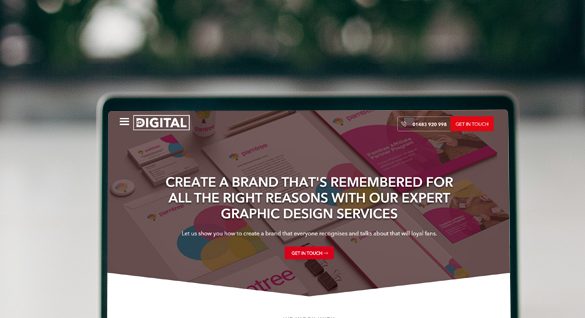 DIGITAL
01483 920 998
GET IN TOUCH
CREATE A BRAND THAT'S REMEMBERED FOR
ALL THE RIGHT REASONS WITH OUR EXPERT
GRAPHIC DESIGN SERVICES
Let us show you how to create a brand that everyone recognises and talks about that will loyal fans.
GET IN TOUCH →